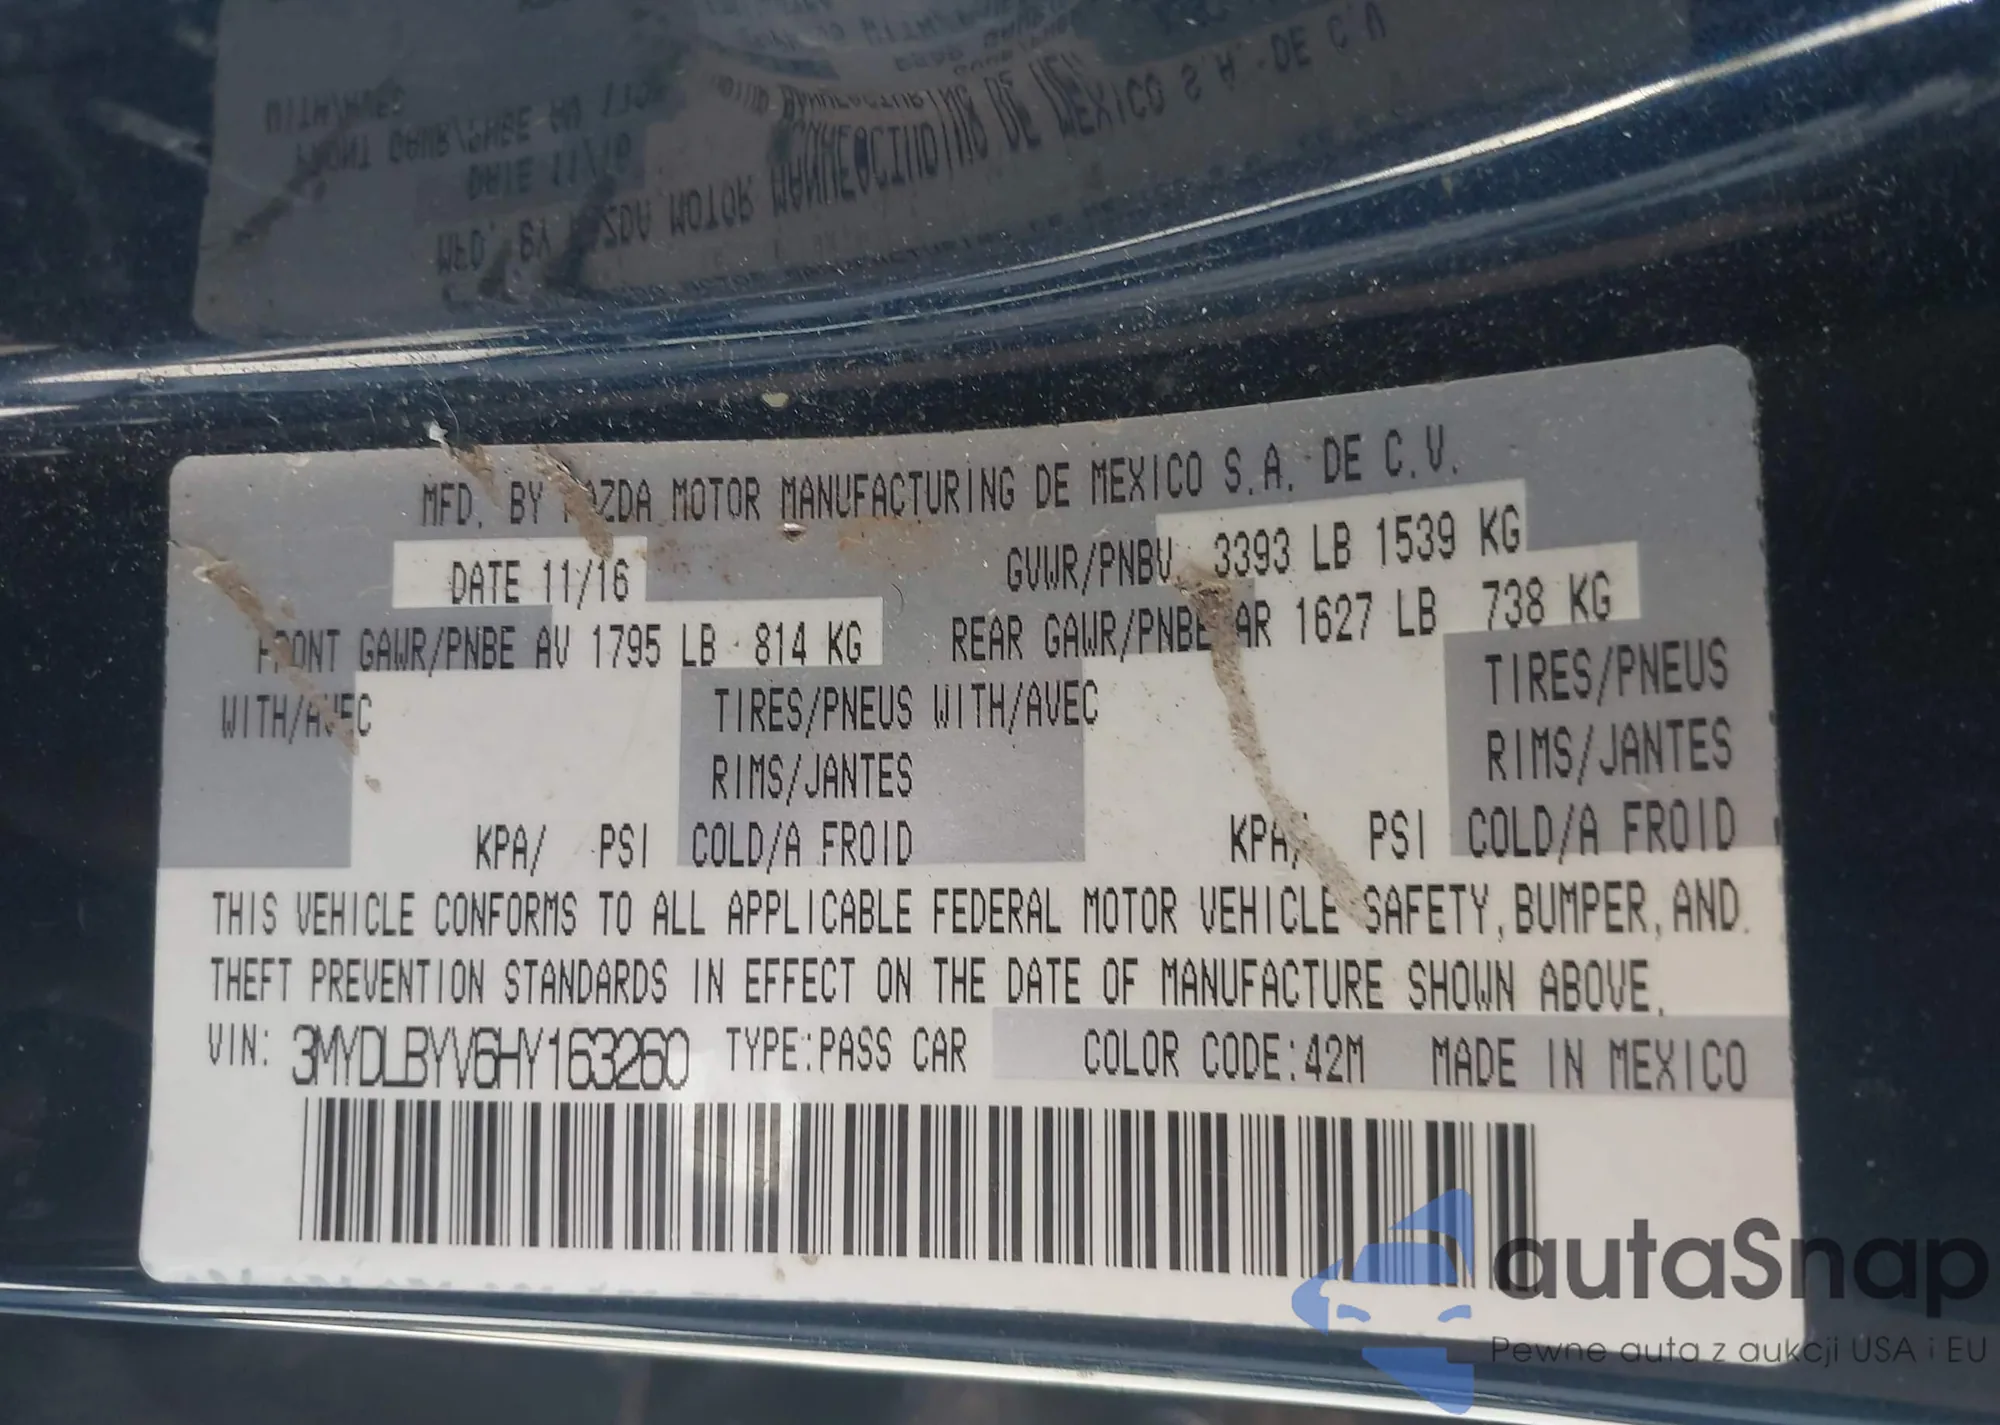 MFD. BY MAZDA MOTOR MANUFACTURING DE MEXICO S.A. DE C.V.
DATE 11/16 GVWR/PNBV 3393 LB 1539 KG
FRONT GAWR/PNBE AV 1795 LB 814 KG REAR GAWR/PNBE AR 1627 LB 738 KG
WITH/AVEC TIRES/PNEUS WITH/AVEC TIRES/PNEUS
RIMS/JANTES RIMS/JANTES
KPA/ PSI COLD/A FROID KPA/ PSI COLD/A FROID
THIS VEHICLE CONFORMS TO ALL APPLICABLE FEDERAL MOTOR VEHICLE SAFETY, BUMPER, AND
THEFT PREVENTION STANDARDS IN EFFECT ON THE DATE OF MANUFACTURE SHOWN ABOVE.
VIN: 3MYDLBYV6HY163260 TYPE:PASS CAR COLOR CODE:42M MADE IN MEXICO
autaSnap
Pewne auta z aukcji USA i EU